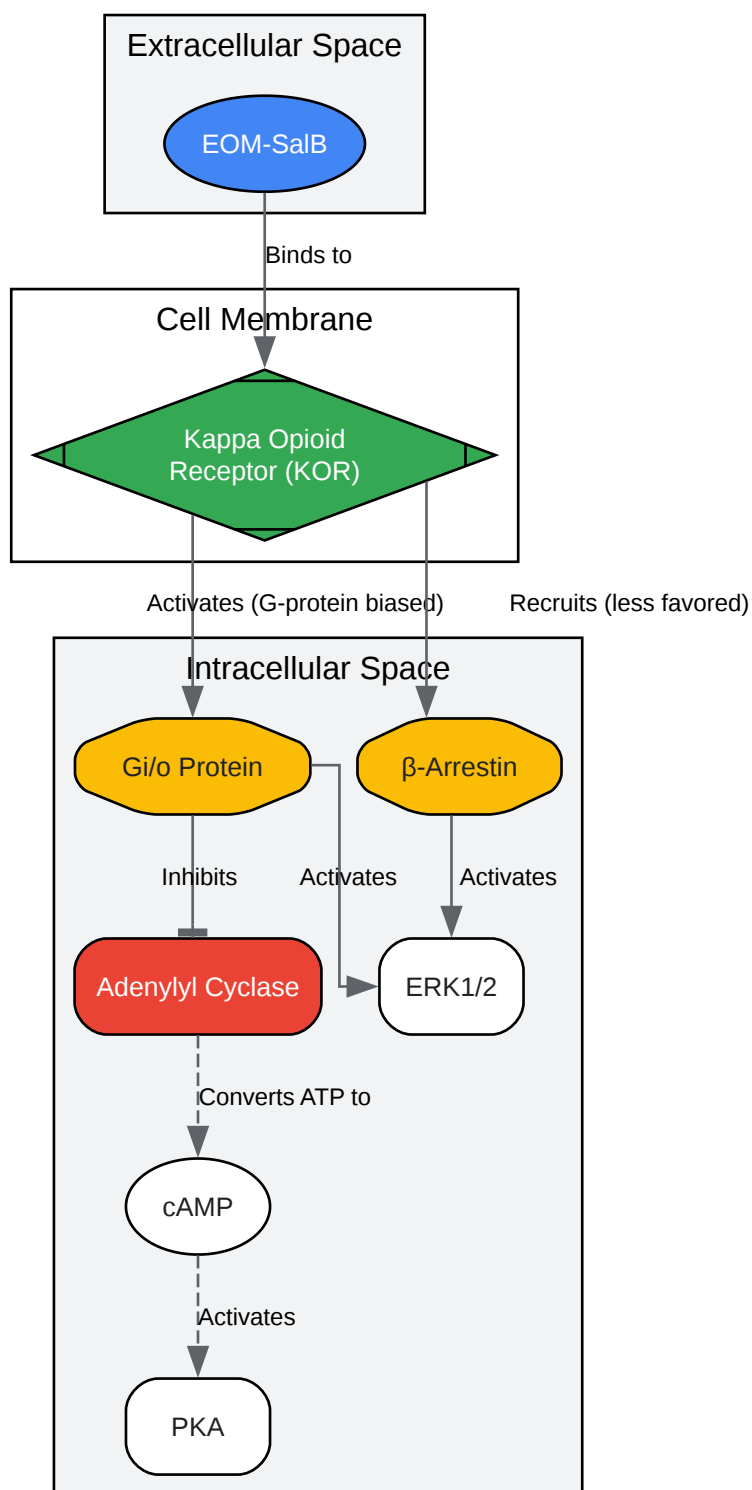 Extracellular Space
EOM-SalB
Binds to
Cell Membrane
Kappa Opioid
Receptor (KOR)
Activates (G-protein biased)
Recruits (less favored)
Intracellular Space
Gi/o Protein
β-Arrestin
Inhibits
Activates
Activates
Adenylyl Cyclase
ERK1/2
Converts ATP to
cAMP
Activates
PKA